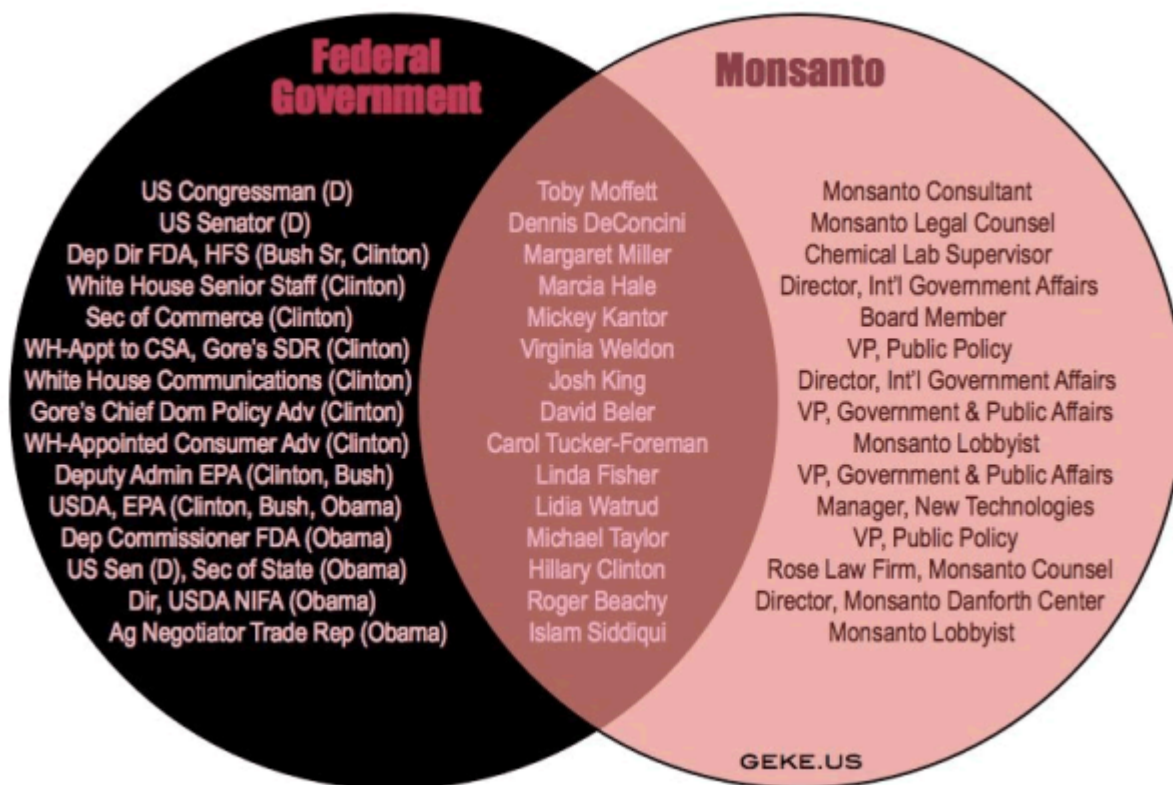 Federal
Government
Monsanto
US Congressman (D) Toby Moffett Monsanto Consultant
US Senator (D) Dennis DeConcini Monsanto Legal Counsel
Dep Dir FDA, HFS (Bush Sr, Clinton) Margaret Miller Chemical Lab Supervisor
White House Senior Staff (Clinton) Marcia Hale Director, Int'l Government Affairs
Sec of Commerce (Clinton) Mickey Kantor Board Member
WH-Appt to CSA, Gore's SDR (Clinton) Virginia Weldon VP, Public Policy
White House Communications (Clinton) Josh King Director, Int'l Government Affairs
Gore's Chief Dom Policy Adv (Clinton) David Beler VP, Government & Public Affairs
WH-Appointed Consumer Adv (Clinton) Carol Tucker-Foreman Monsanto Lobbyist
Deputy Admin EPA (Clinton, Bush) Linda Fisher VP, Government & Public Affairs
USDA, EPA (Clinton, Bush, Obama) Lidia Watrud Manager, New Technologies
Dep Commissioner FDA (Obama) Michael Taylor VP, Public Policy
US Sen (D), Sec of State (Obama) Hillary Clinton Rose Law Firm, Monsanto Counsel
Dir, USDA NIFA (Obama) Roger Beachy Director, Monsanto Danforth Center
Ag Negotiator Trade Rep (Obama) Islam Siddiqui Monsanto Lobbyist
GEKE.US